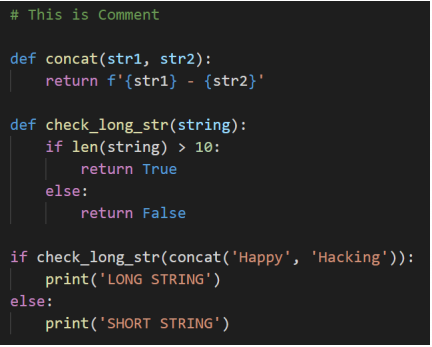 # This is Comment
def concat(str1, str2):
    return f'{str1} - {str2}'
def check_long_str(string):
    if len(string) > 10:
        return True
    else:
        return False
if check_long_str(concat('Happy', 'Hacking')):
    print('LONG STRING')
else:
    print('SHORT STRING')